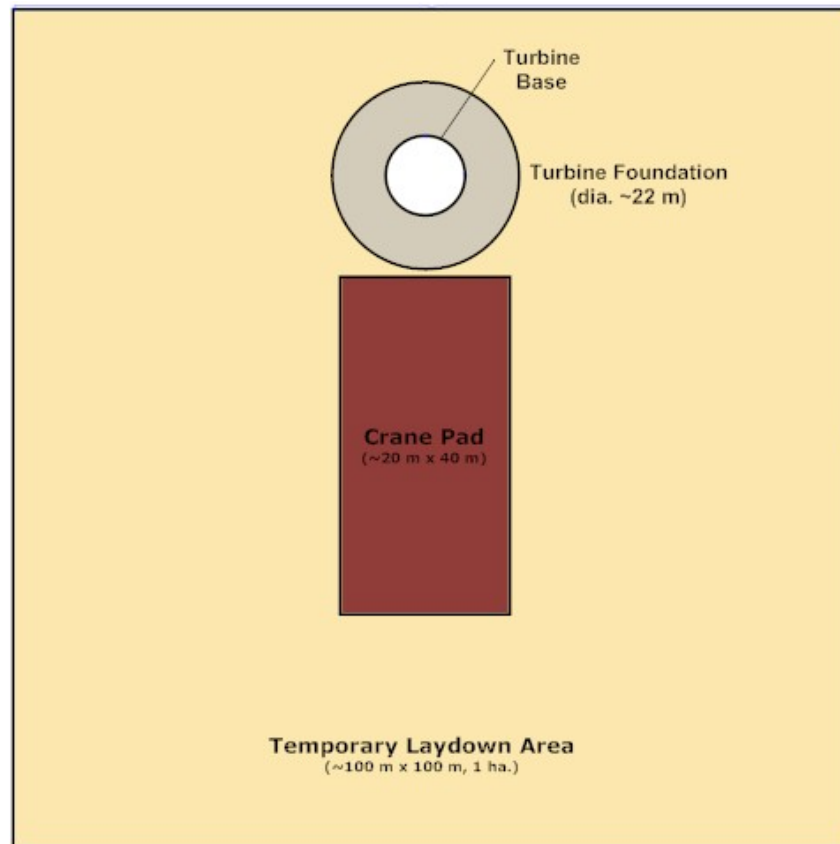 Turbine
Base
Turbine Foundation
(dia. ~22 m)
Crane Pad
(~20 m x 40 m)
Temporary Laydown Area
(~100 m x 100 m, 1 ha.)